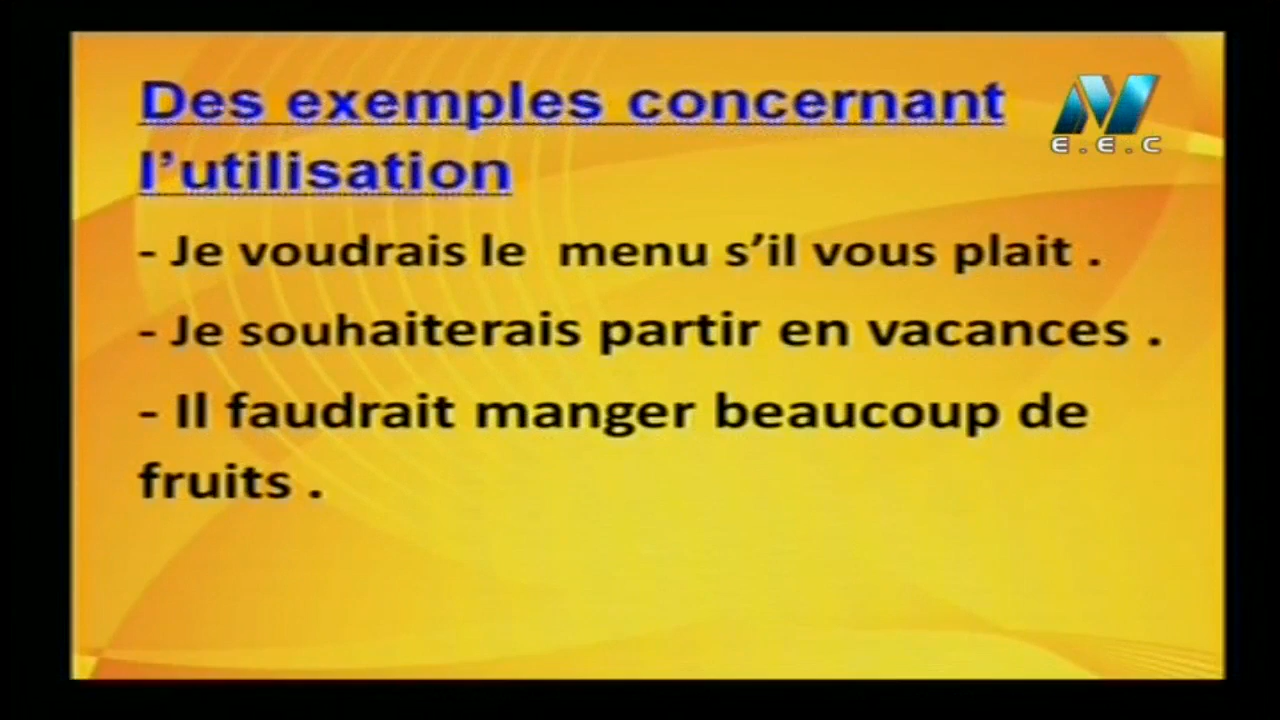 Des exemples concernant
l’utilisation
- Je voudrais le  menu s’il vous plait .
- Je souhaiterais partir en vacances .
- Il faudrait manger beaucoup de
fruits .
E.E.C